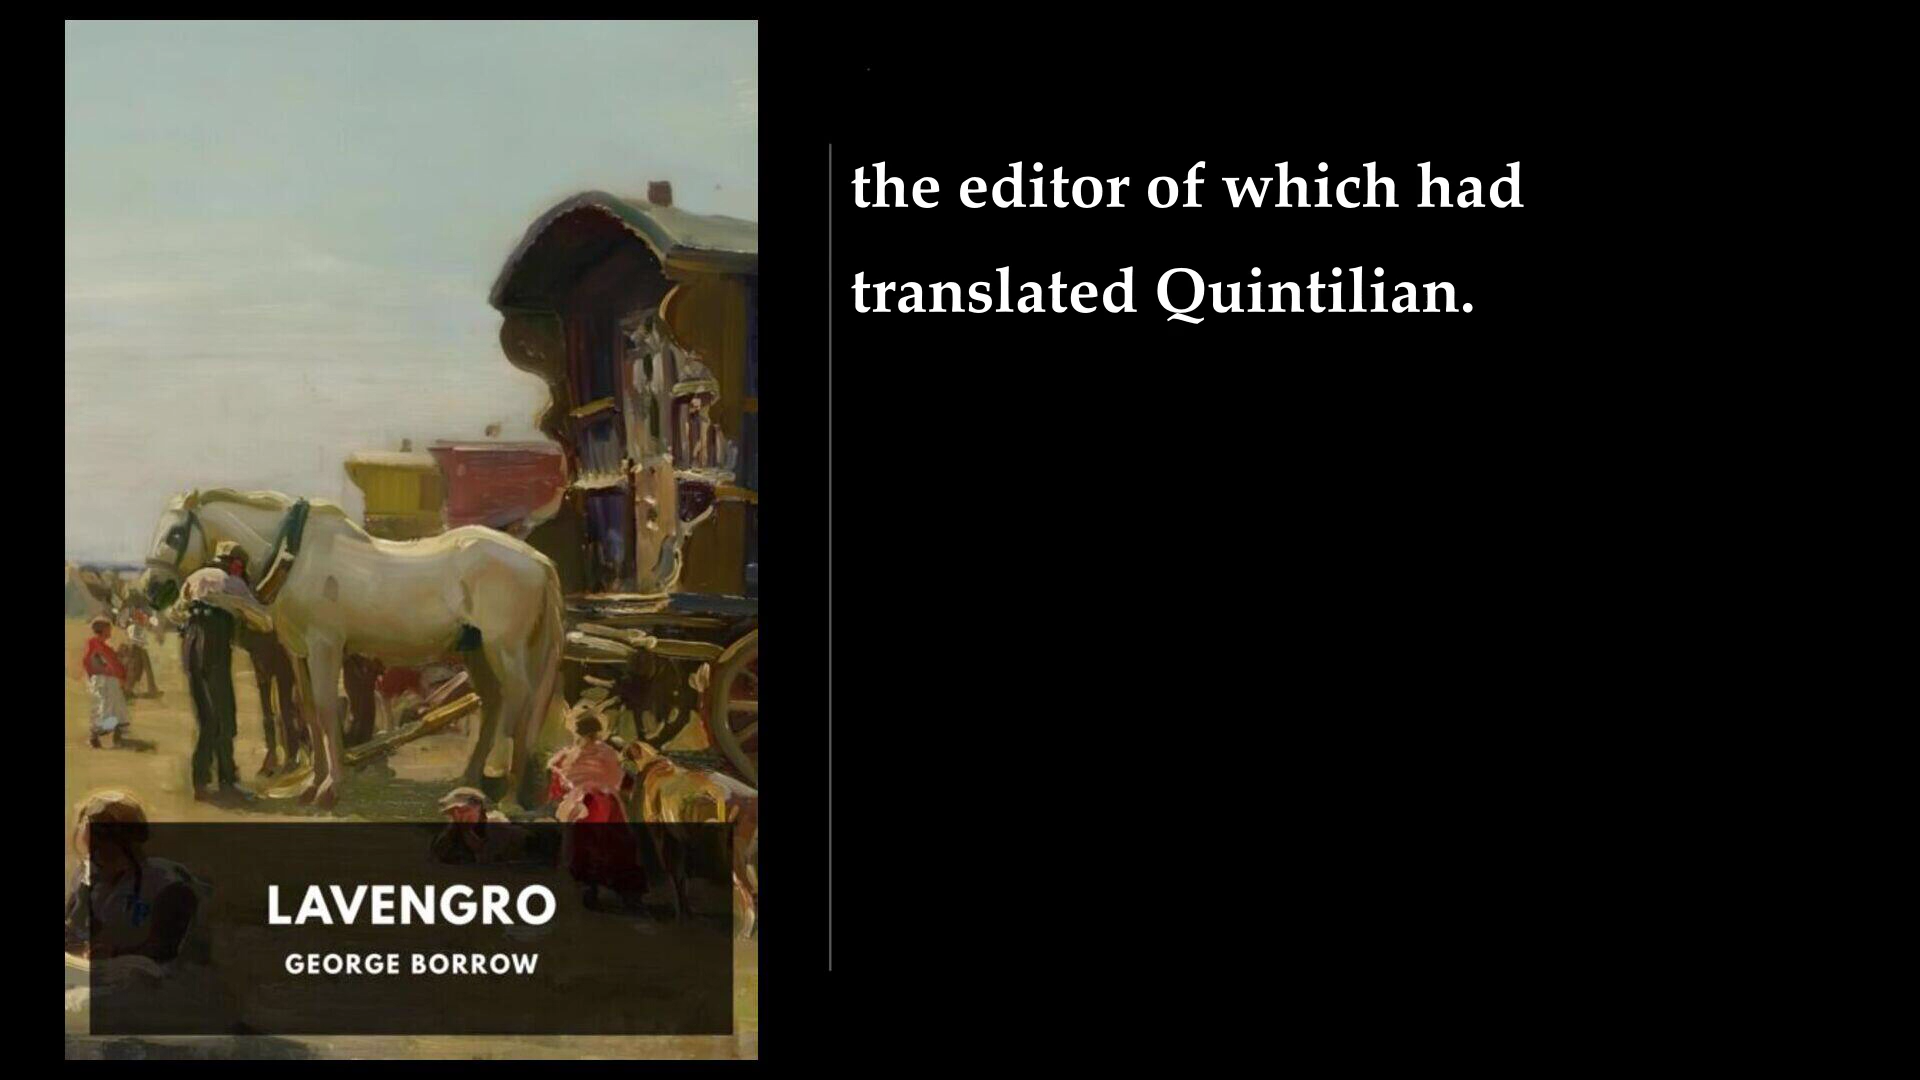 the editor of which had
translated Quintilian.
LAVENGRO
GEORGE BORROW